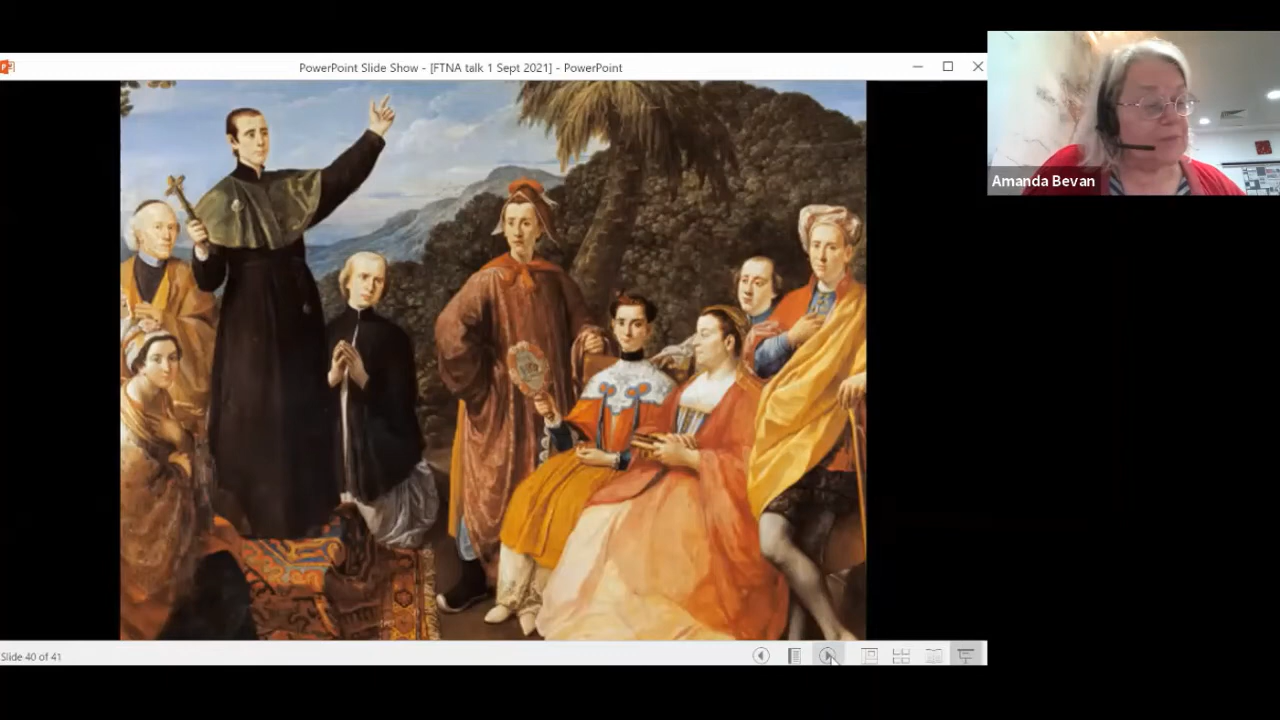 PowerPoint Slide Show - [FTNA talk 1 Sept 2021] - PowerPoint
Amanda Bevan
Slide 40 of 41